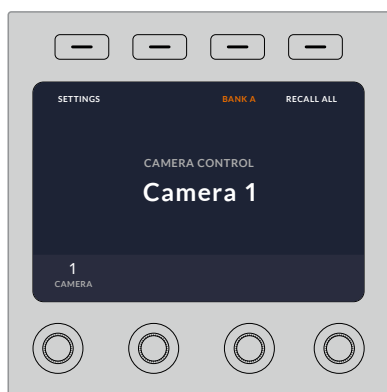 SETTINGS BANK A RECALL ALL
CAMERA CONTROL
Camera 1
1
CAMERA